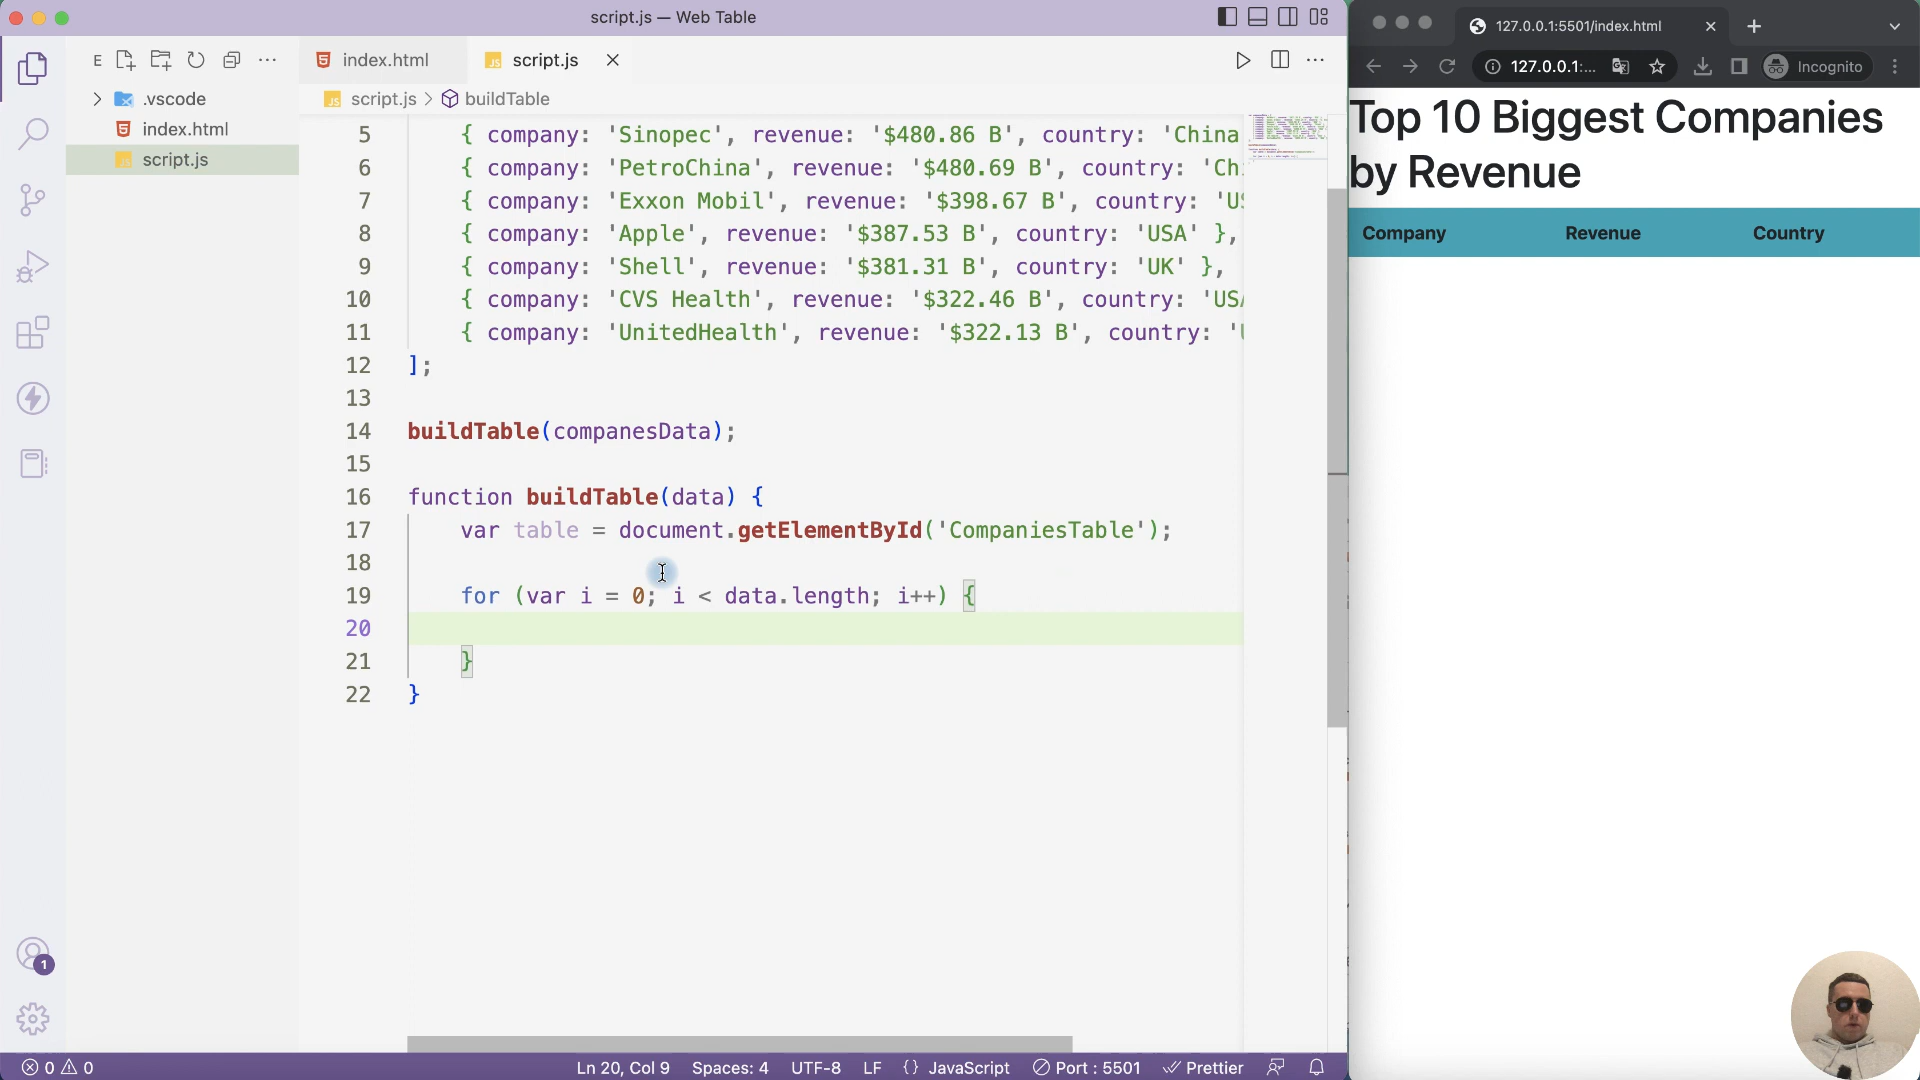 script.js — Web Table
E
.vscode
index.html
script.js
index.html
script.js
script.js > buildTable
5 { company: 'Sinopec', revenue: '$480.86 B', country: 'China
6 { company: 'PetroChina', revenue: '$480.69 B', country: 'Ch
7 { company: 'Exxon Mobil', revenue: '$398.67 B', country: 'US
8 { company: 'Apple', revenue: '$387.53 B', country: 'USA' },
9 { company: 'Shell', revenue: '$381.31 B', country: 'UK' },
10 { company: 'CVS Health', revenue: '$322.46 B', country: 'USA
11 { company: 'UnitedHealth', revenue: '$322.13 B', country: 'U
12 ];
13
14 buildTable(companesData);
15
16 function buildTable(data) {
17 var table = document.getElementById('CompaniesTable');
18
19 for (var i = 0; i < data.length; i++) {
20
21 }
22 }
1
0 0
Ln 20, Col 9 Spaces: 4 UTF-8 LF {} JavaScript Port : 5501 Prettier
127.0.0.1:5501/index.html
127.0.0.1:...
Incognito
Top 10 Biggest Companies
by Revenue
Company Revenue Country